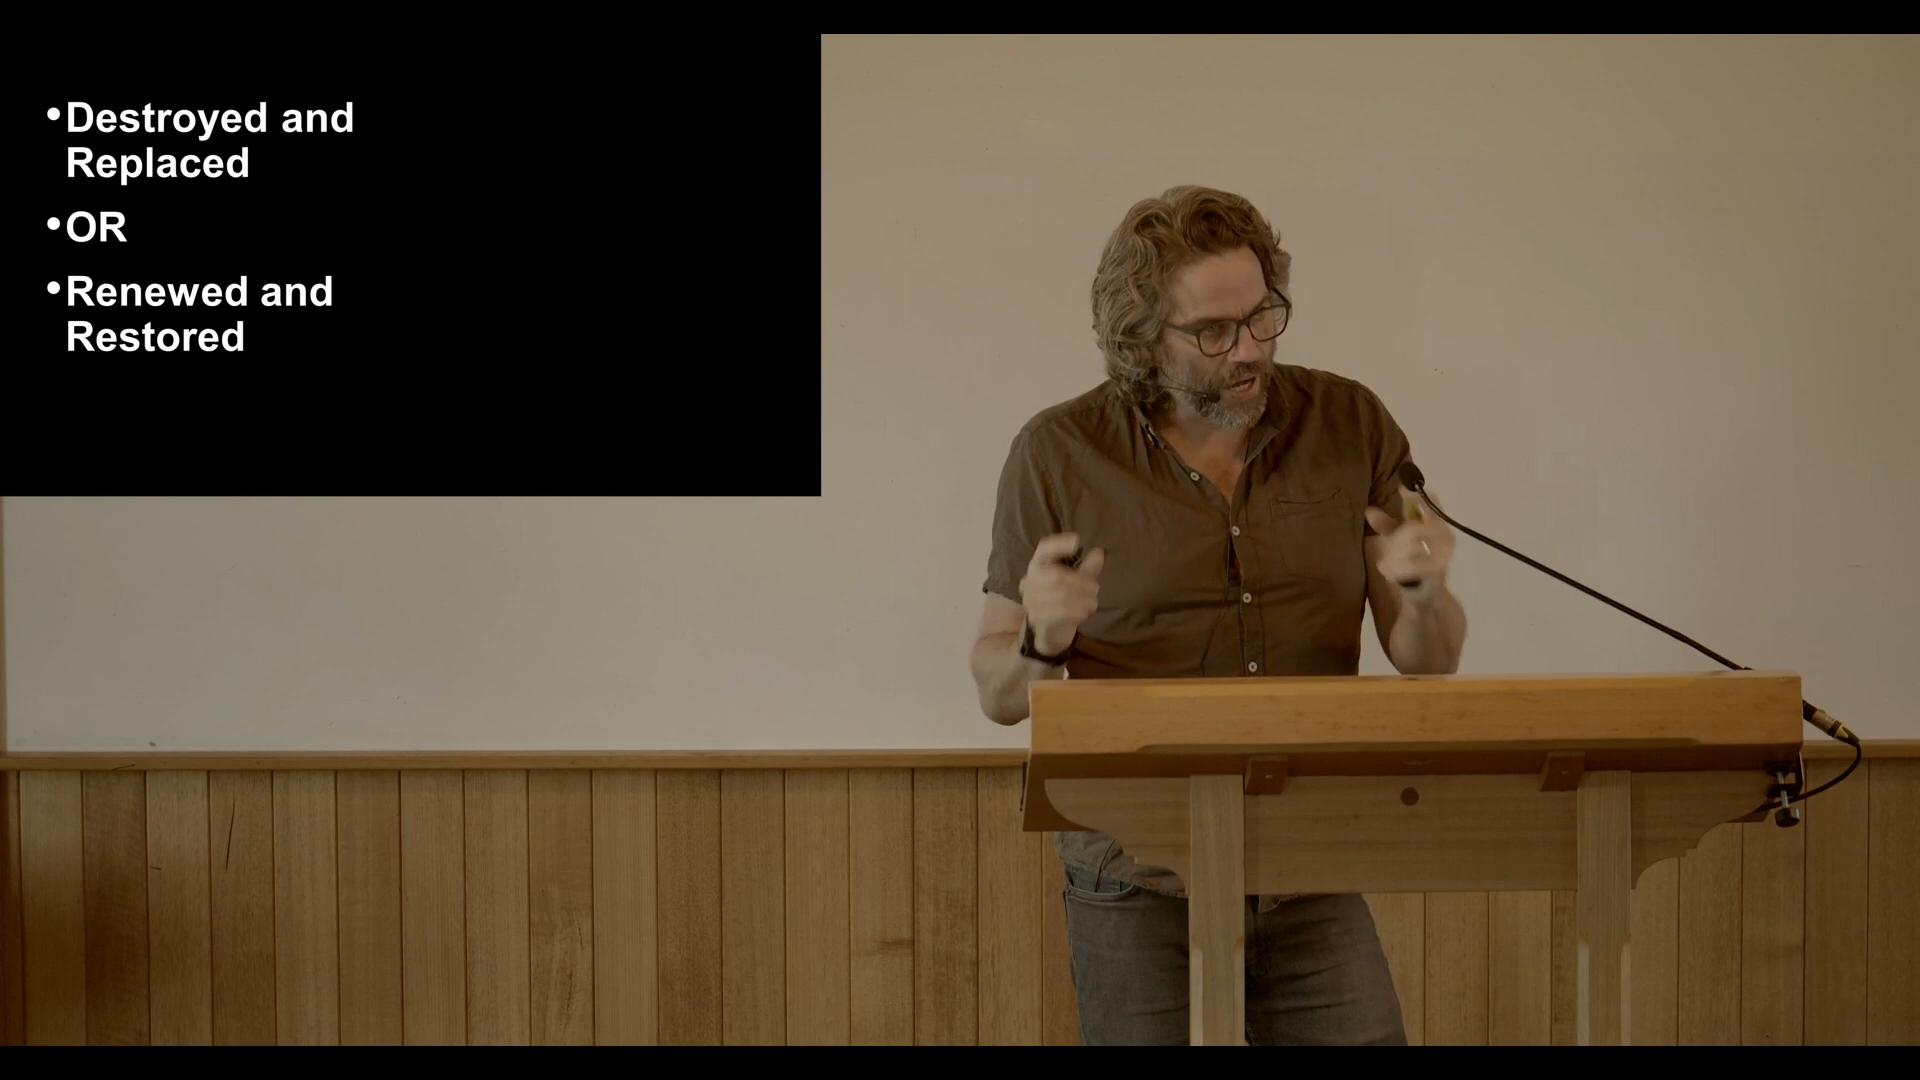 •Destroyed and
Replaced
•OR
•Renewed and
Restored